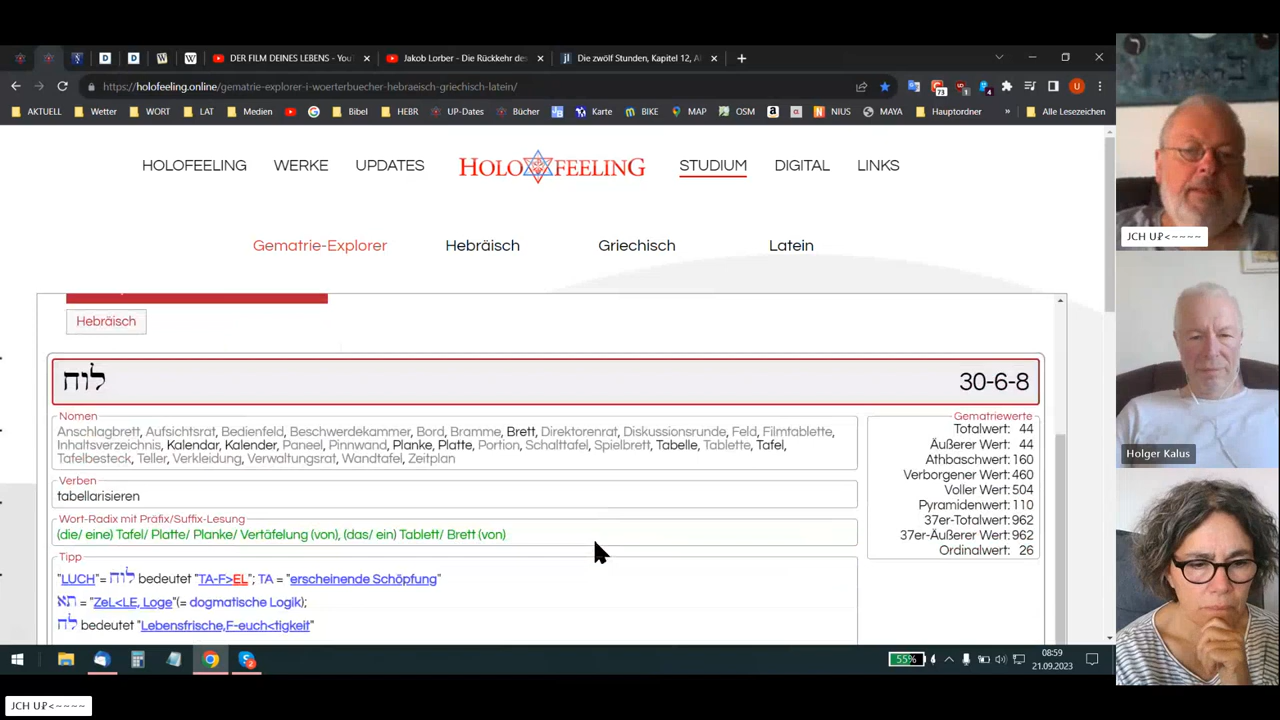 DER FILM DEINES LEBENS - YouT
Jakob Lorber - Die Rückkehr des
Die zwölf Stunden, Kapitel 12, Al
https://holofeeling.online/gematrie-explorer-i-woerterbuecher-hebraeisch-griechisch-latein/
AKTUELL Wetter WORT LAT Medien Bibel HEBR UP-Dates Bücher Karte BIKE MAP OSM NIUS MAYA Hauptordner » Alle Lesezeichen
HOLOFEELING WERKE UPDATES HOLO FEELING STUDIUM DIGITAL LINKS
Gematrie-Explorer Hebräisch Griechisch Latein
Hebräisch
לוח 30-6-8
Nomen
Anschlagbrett, Aufsichtsrat, Bedienfeld, Beschwerdekammer, Bord, Bramme, Brett, Direktorenrat, Diskussionsrunde, Feld, Filmtablette,
Inhaltsverzeichnis, Kalendar, Kalender, Paneel, Pinnwand, Planke, Platte, Portion, Schalttafel, Spielbrett, Tabelle, Tablette, Tafel,
Tafelbesteck, Teller, Verkleidung, Verwaltungsrat, Wandtafel, Zeitplan
Verben
tabellarisieren
Wort-Radix mit Präfix/Suffix-Lesung
(die/ eine) Tafel/ Platte/ Planke/ Vertäfelung (von), (das/ ein) Tablett/ Brett (von)
Tipp
"LUCH"= לוח bedeutet "TA-F>EL"; TA = "erscheinende Schöpfung"
תא = "ZeL<LE, Loge"(= dogmatische Logik);
לח bedeutet "Lebensfrische,F-euch<tigkeit"
Gematriewerte
Totalwert: 44
Äußerer Wert: 44
Athbaschwert: 160
Verborgener Wert: 460
Voller Wert: 504
Pyramidenwert: 110
37er-Totalwert: 962
37er-Äußerer Wert: 962
Ordinalwert: 26
JCH UP<~~~~
Holger Kalus
55%
08:59
21.09.2023
JCH UP<~~~~